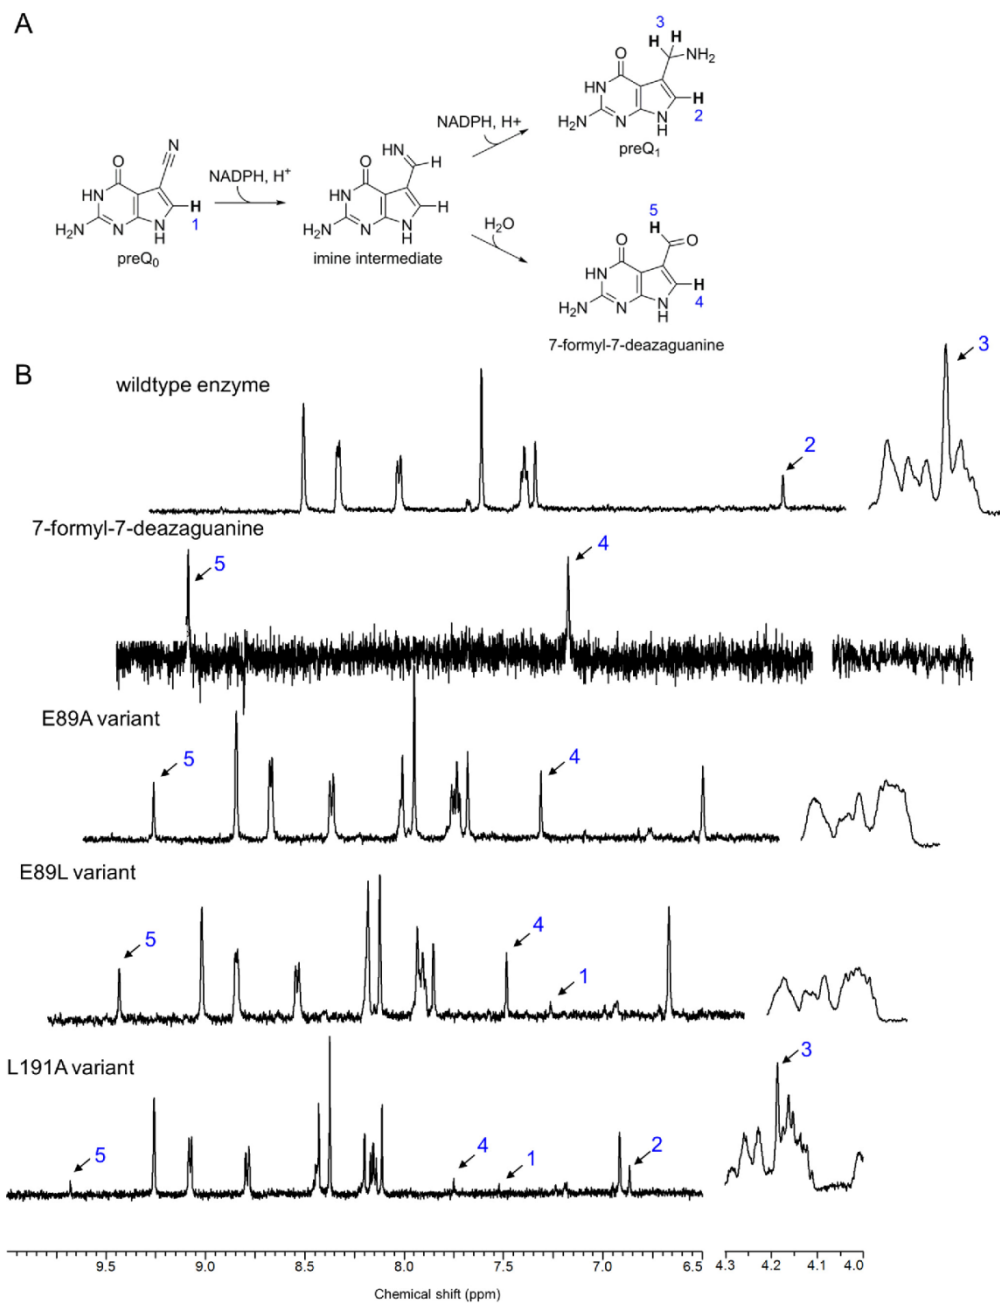 A
3
H H
NH₂
O
HN
H
2
H₂N
N
N
H
preQ₁
NADPH, H+
N
O
HN
H
1
H₂N
N
N
H
preQ₀
NADPH, H⁺
HN
H
O
HN
H
H₂N
N
N
H
imine intermediate
H₂O
5
H
O
O
HN
H
4
H₂N
N
N
H
7-formyl-7-deazaguanine
B
wildtype enzyme
3
2
7-formyl-7-deazaguanine
5
4
E89A variant
5
4
E89L variant
5
4
1
L191A variant
3
5
4
1
2
9.5 9.0 8.5 8.0 7.5 7.0 6.5 4.3 4.2 4.1 4.0
Chemical shift (ppm)